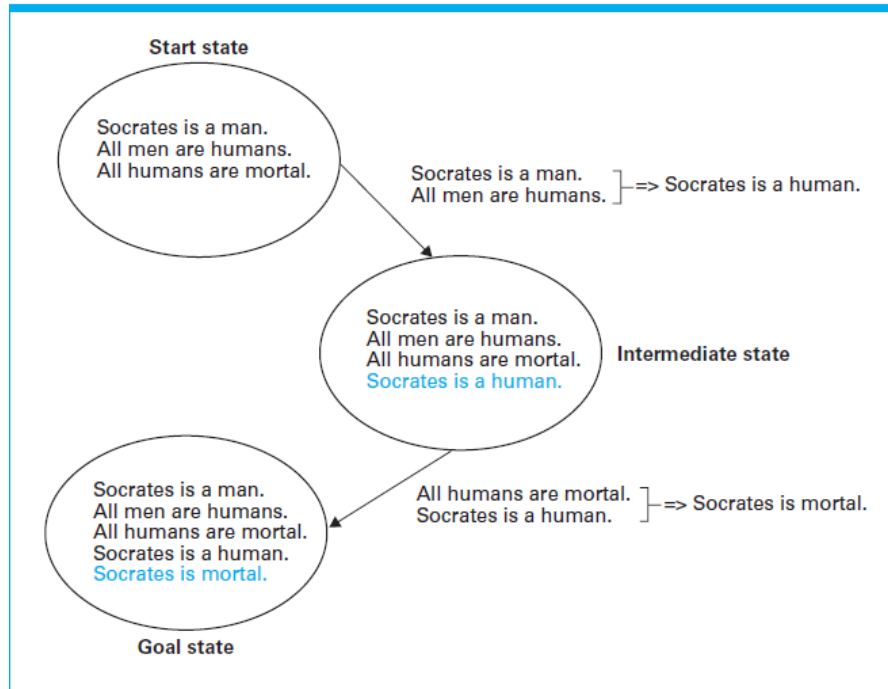 Start state
Socrates is a man.
All men are humans.
All humans are mortal.
Socrates is a man.
All men are humans.
=> Socrates is a human.
Socrates is a man.
All men are humans.
All humans are mortal.
Socrates is a human.
Intermediate state
All humans are mortal.
Socrates is a human.
=> Socrates is mortal.
Socrates is a man.
All men are humans.
All humans are mortal.
Socrates is a human.
Socrates is mortal.
Goal state